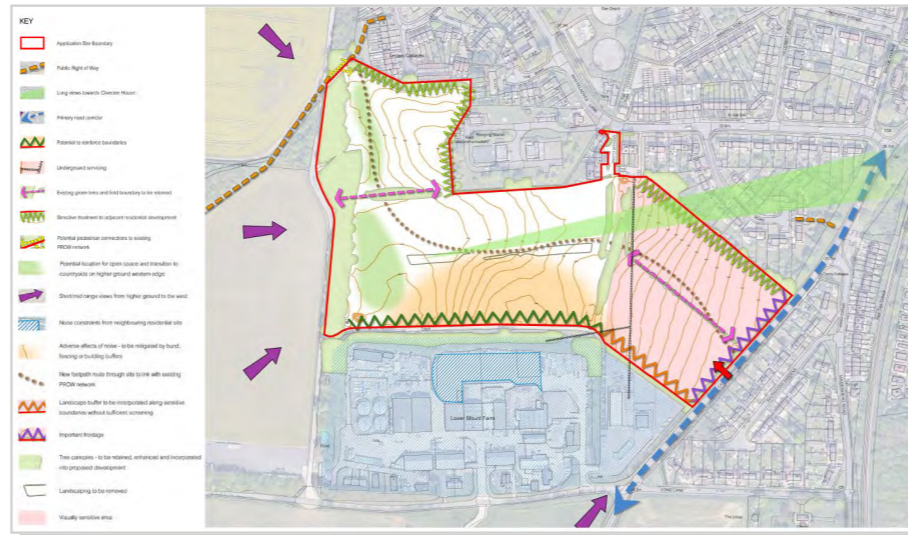 KEY
Application Site Boundary
Public Right of Way
Long views towards Cliveden House
Primary road corridor
Potential to reinforce boundaries
Underground servicing
Existing green trees and field boundary to be retained
Sensitive treatment to adjacent residential development
Potential pedestrian connections to existing
PROW network
Potential location for open space and transition to
countryside on higher ground western edge
Short/mid range views from higher ground to the west
Noise constraints from neighbouring residential site
Adverse effects of noise - to be mitigated by bund,
fencing or building buffers
New footpath route through site to link with existing
PROW network
Landscape buffer to be incorporated along sensitive
boundaries without sufficient screening
Important frontage
Tree canopies - to be retained, enhanced and incorporated
into proposed development
Landscaping to be removed
Visually sensitive area
Lower Mount Farm